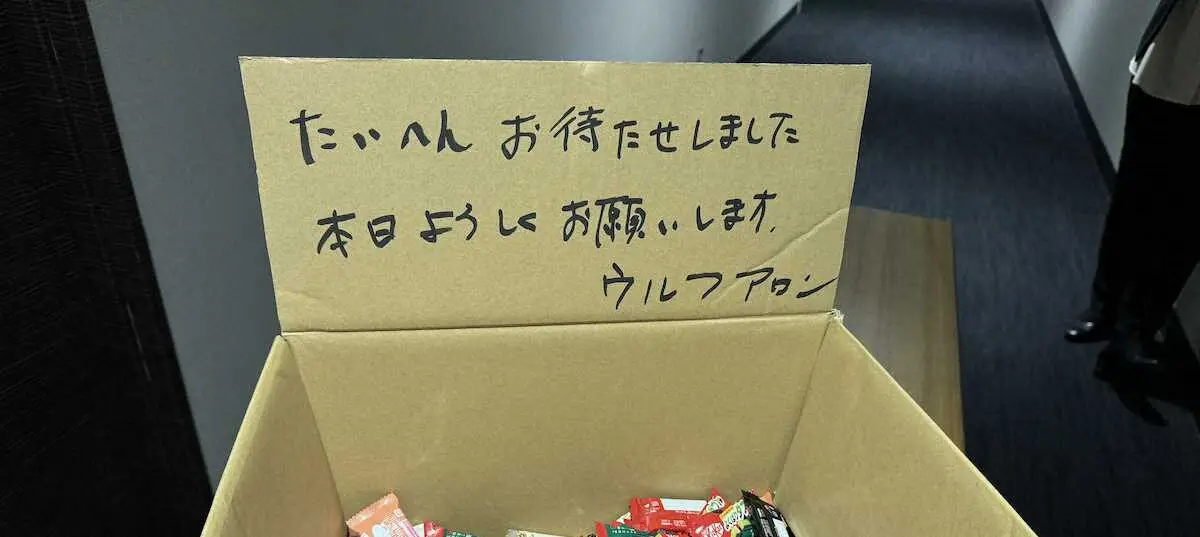 たいへん お待たせしました
本日 ようしく お願いします.
ウルフアロン